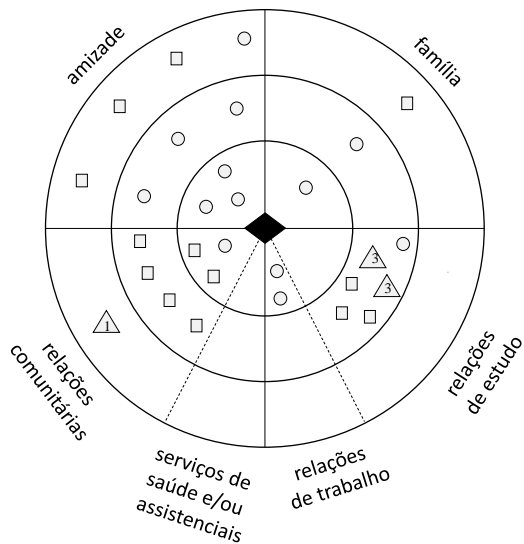 amizade
família
3
3
1
relações
comunitárias
relações
de estudo
serviços de
saúde e/ou
assistenciais
relações
de trabalho